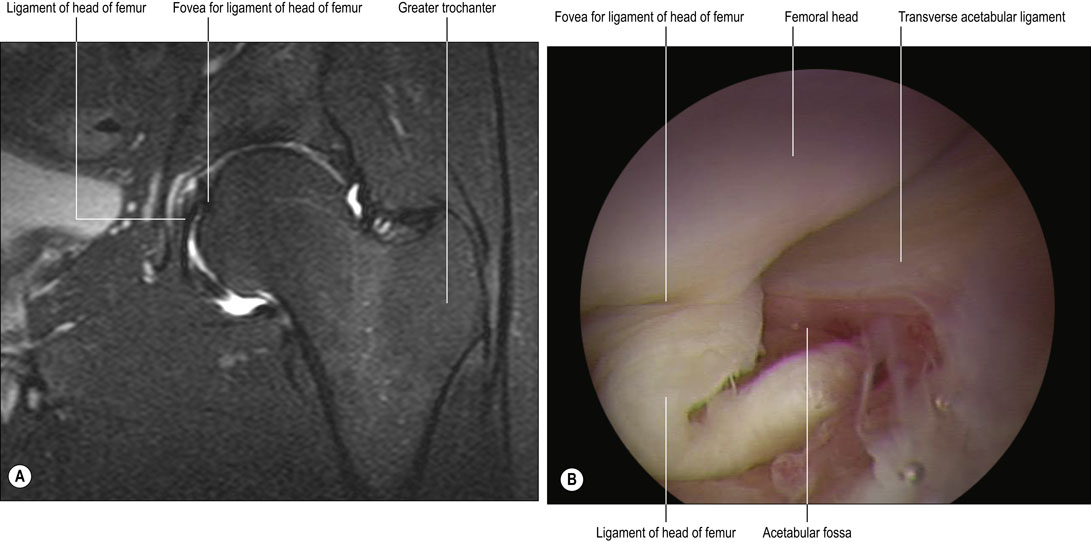 Ligament of head of femur
Fovea for ligament of head of femur
Greater trochanter
A
Fovea for ligament of head of femur
Femoral head
Transverse acetabular ligament
B
Ligament of head of femur
Acetabular fossa